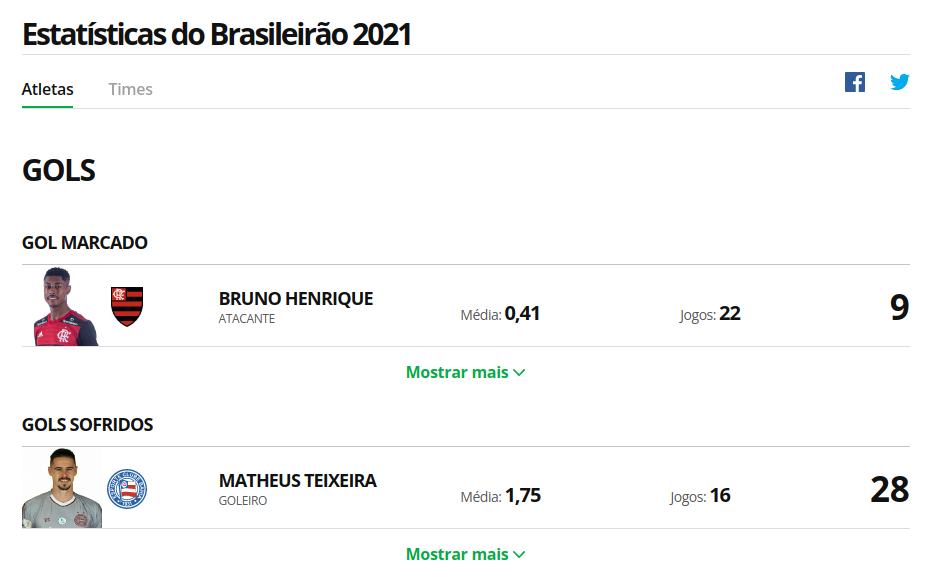 Estatísticas do Brasileirão 2021
Atletas Times
GOLS
GOL MARCADO
BRUNO HENRIQUE
ATACANTE
Média: 0,41 Jogos: 22 9
Mostrar mais
GOLS SOFRIDOS
MATHEUS TEIXEIRA
GOLEIRO
Média: 1,75 Jogos: 16 28
Mostrar mais